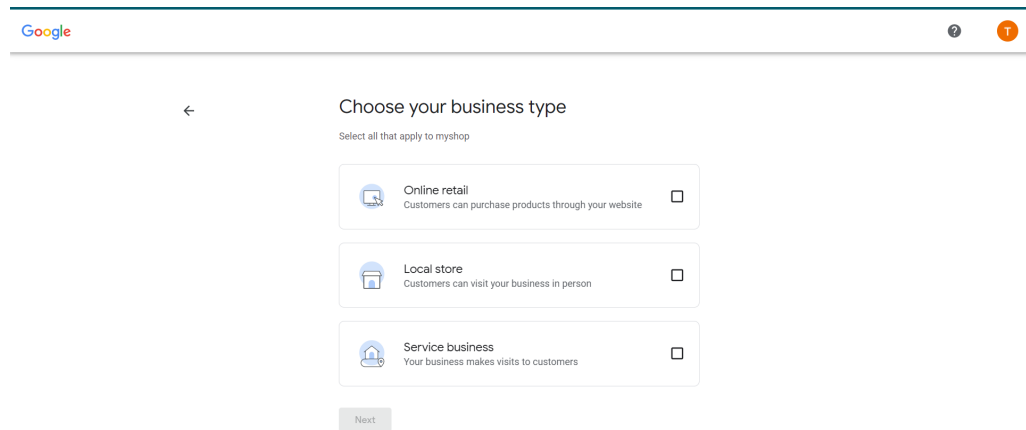 Google
T
Choose your business type
Select all that apply to myshop
Online retail
Customers can purchase products through your website
Local store
Customers can visit your business in person
Service business
Your business makes visits to customers
Next